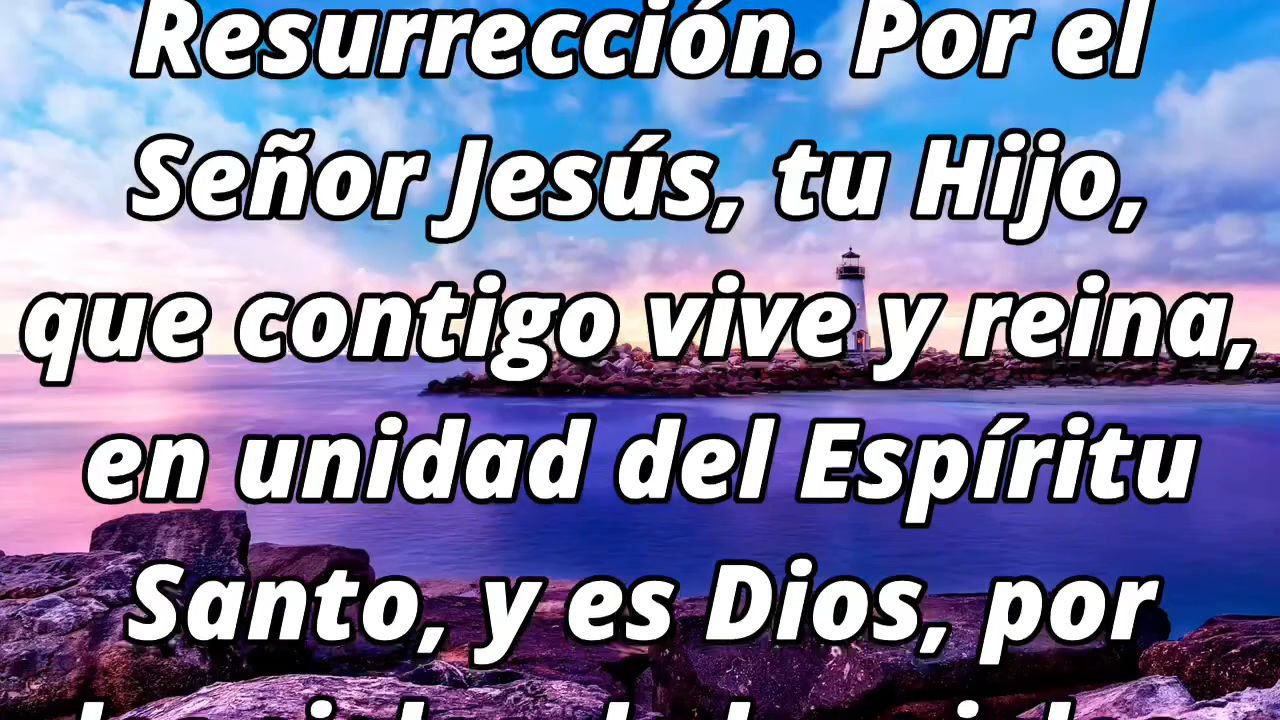 Resurrección. Por el
Señor Jesús, tu Hijo,
que contigo vive y reina,
en unidad del Espíritu
Santo, y es Dios, por